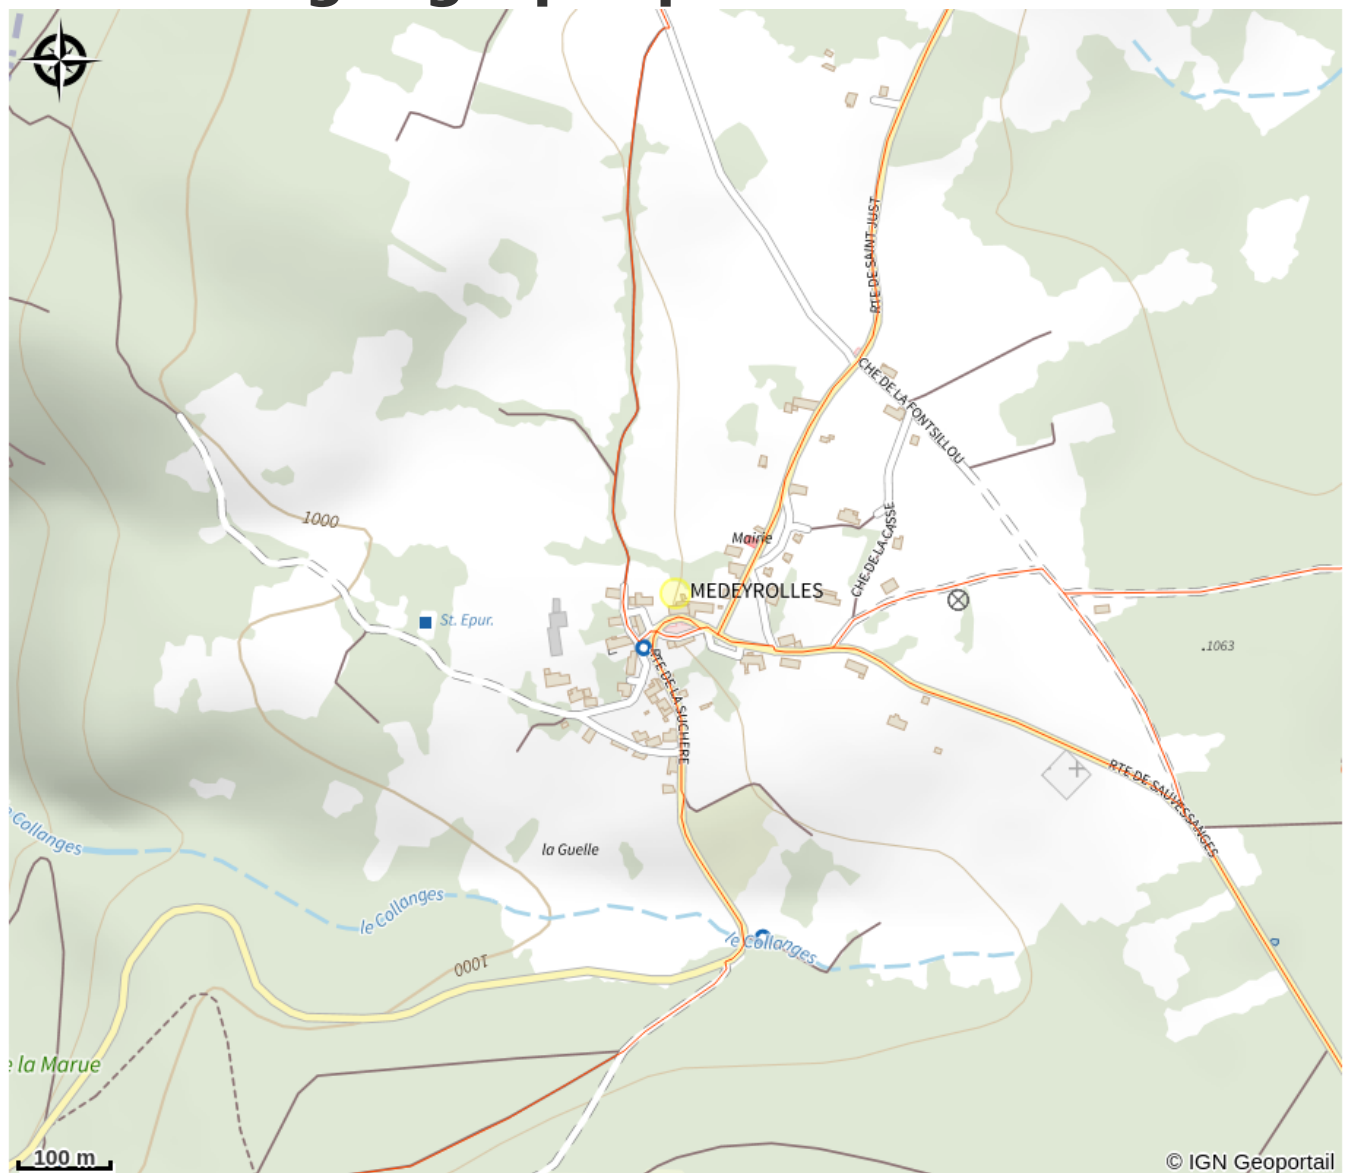 RTE DE SAINT JUST
CHE DE LA FONTSILLOU
1000
Mairie
CHE DE LA CASSE
MEDEYROLLES
St. Epur.
.1063
RTE DE LA SUCHERE
RTE DE SAUVESSANGES
Collanges
la Guelle
le Collanges
le Collanges
1000
la Marue
100 m
© IGN Geoportail